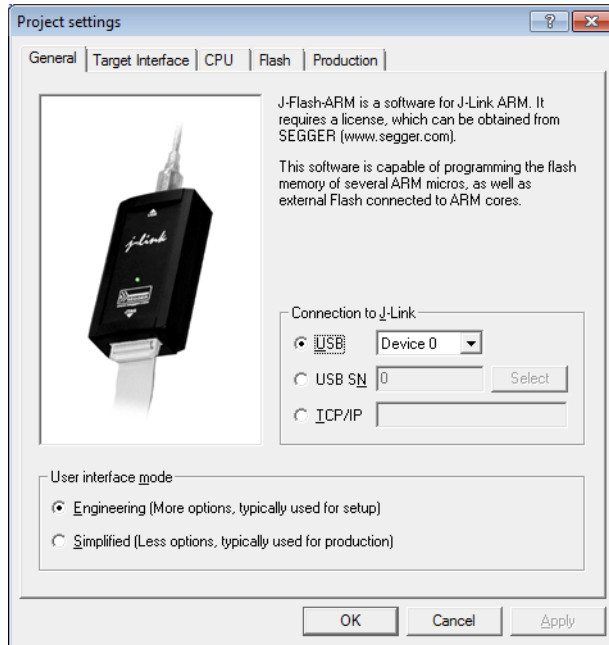 Project settings
General Target Interface CPU Flash Production
J-Flash-ARM is a software for J-Link ARM. It
requires a license, which can be obtained from
SEGGER (www.segger.com).
This software is capable of programming the flash
memory of several ARM micros, as well as
external Flash connected to ARM cores.
j-link
Connection to J-Link
USB Device 0
USB SN 0 Select
TCP/IP
User interface mode
Engineering (More options, typically used for setup)
Simplified (Less options, typically used for production)
OK Cancel Apply